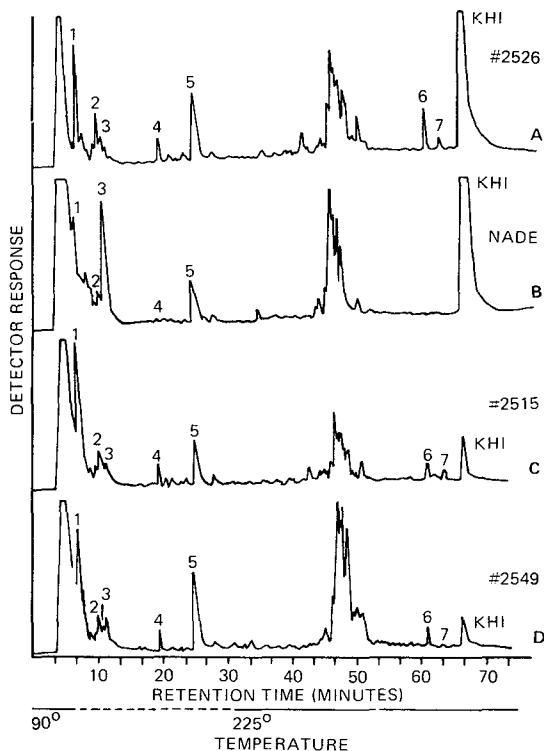 1
2
3
4
5
6
7
KHI
#2526
A
1
2
3
4
5
KHI
NADE
B
1
2
3
4
5
6
7
#2515
KHI
C
1
2
3
4
5
6
7
#2549
KHI
D
DETECTOR RESPONSE
10 20 30 40 50 60 70
RETENTION TIME (MINUTES)
90° 225°
TEMPERATURE